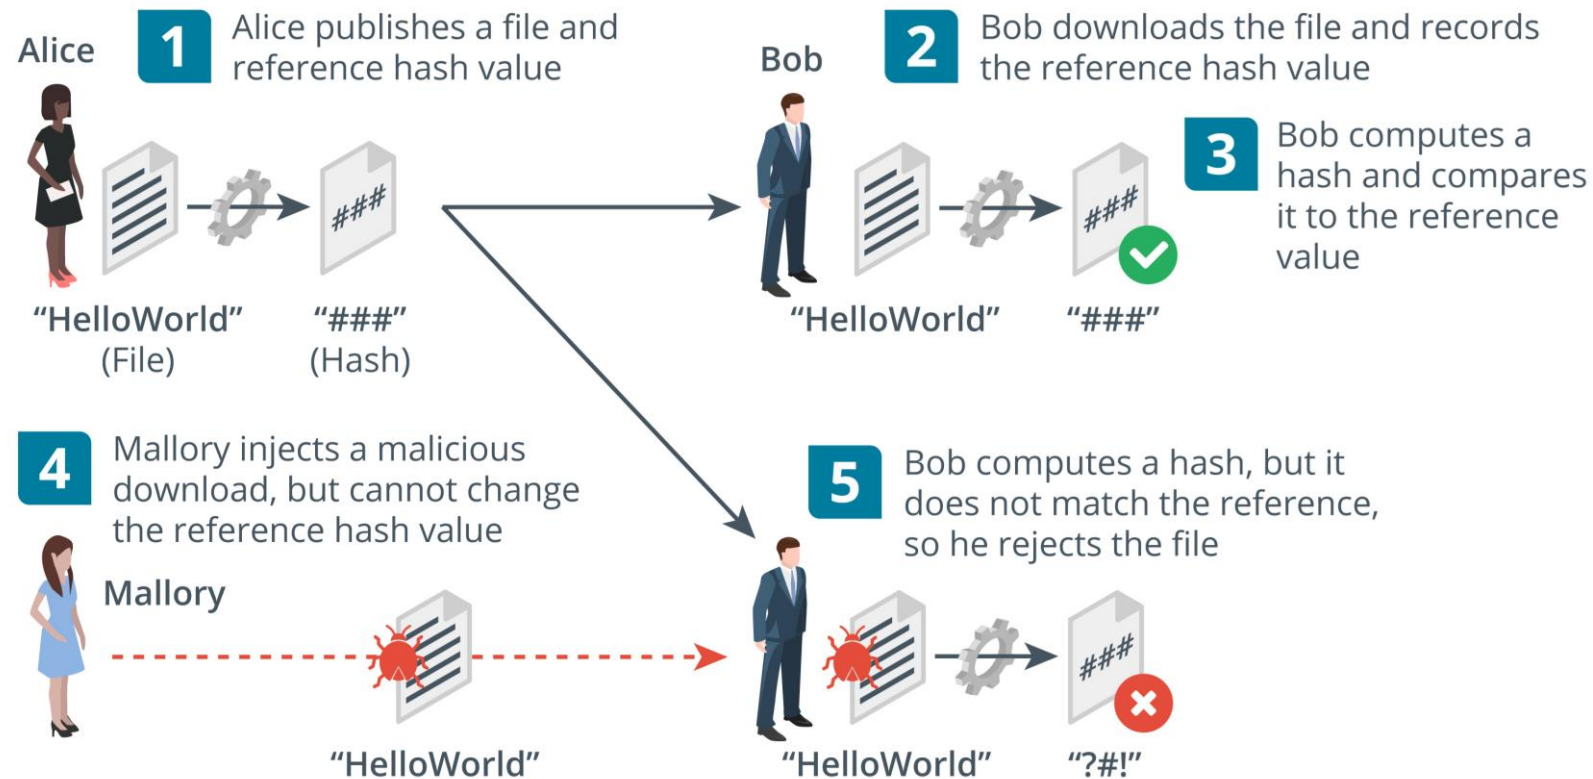 Alice
1
Alice publishes a file and
reference hash value
Bob
2
Bob downloads the file and records
the reference hash value
3
Bob computes a
hash and compares
it to the reference
value
###
###
“HelloWorld”
(File)
“###”
(Hash)
“HelloWorld”
“###”
4
Mallory injects a malicious
download, but cannot change
the reference hash value
Mallory
5
Bob computes a hash, but it
does not match the reference,
so he rejects the file
###
“HelloWorld”
“HelloWorld”
“?#!”